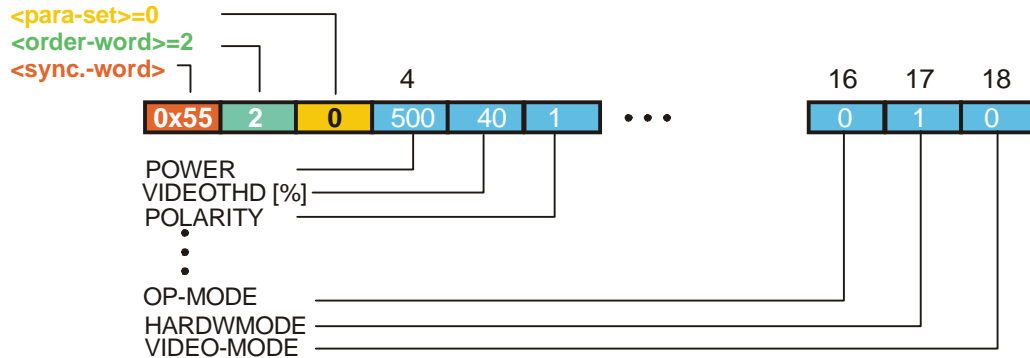 <para-set>=0
<order-word>=2
<sync.-word>
4 16 17 18
0x55 2 0 500 40 1 • • • 0 1 0
POWER
VIDEOTHD [%]
POLARITY
OP-MODE
HARDWMODE
VIDEO-MODE